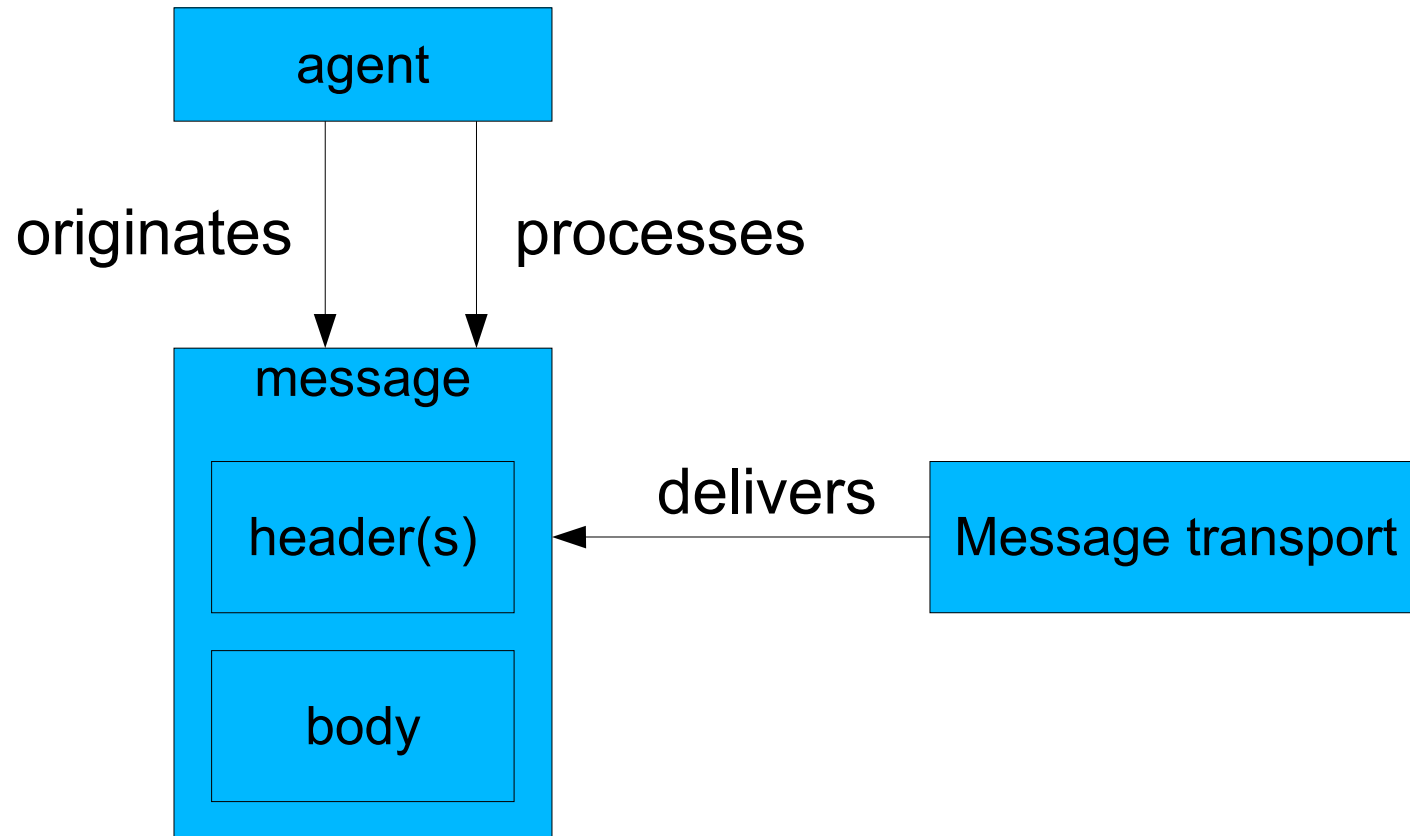 agent
originates
processes
message
header(s)
delivers
Message transport
body